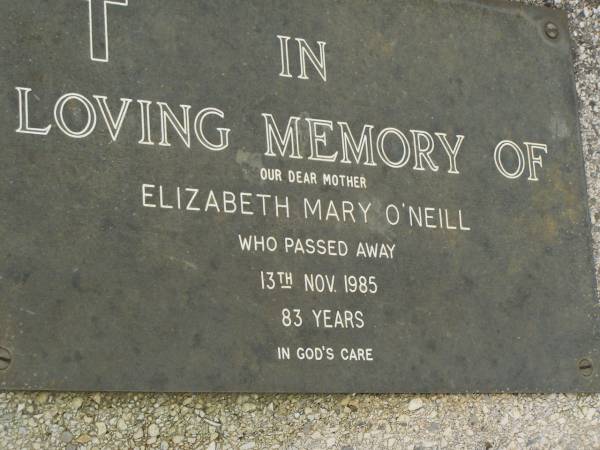 IN
LOVING MEMORY OF
OUR DEAR MOTHER
ELIZABETH MARY O'NEILL
WHO PASSED AWAY
13TH NOV. 1985
83 YEARS
IN GOD'S CARE